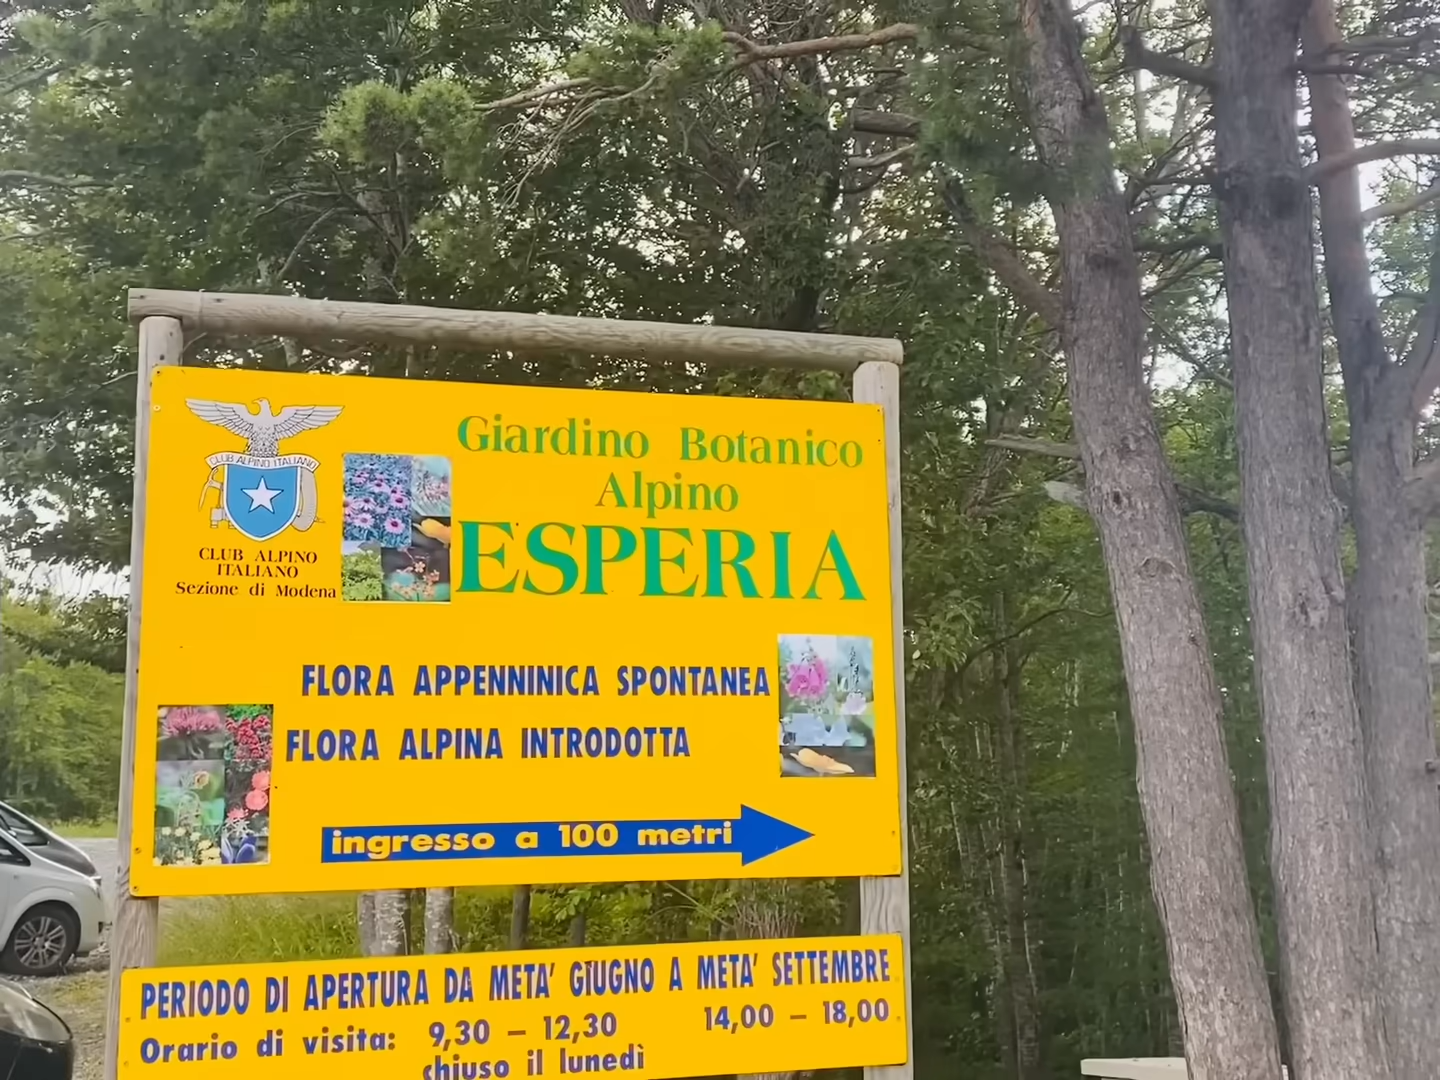 Giardino Botanico
Alpino
ESPERIA
CLUB ALPINO ITALIANO
CLUB ALPINO
ITALIANO
Sezione di Modena
FLORA APPENNINICA SPONTANEA
FLORA ALPINA INTRODOTTA
ingresso a 100 metri
PERIODO DI APERTURA DA META' GIUGNO A META' SETTEMBRE
Orario di visita: 9,30 – 12,30 14,00 – 18,00
chiuso il lunedì